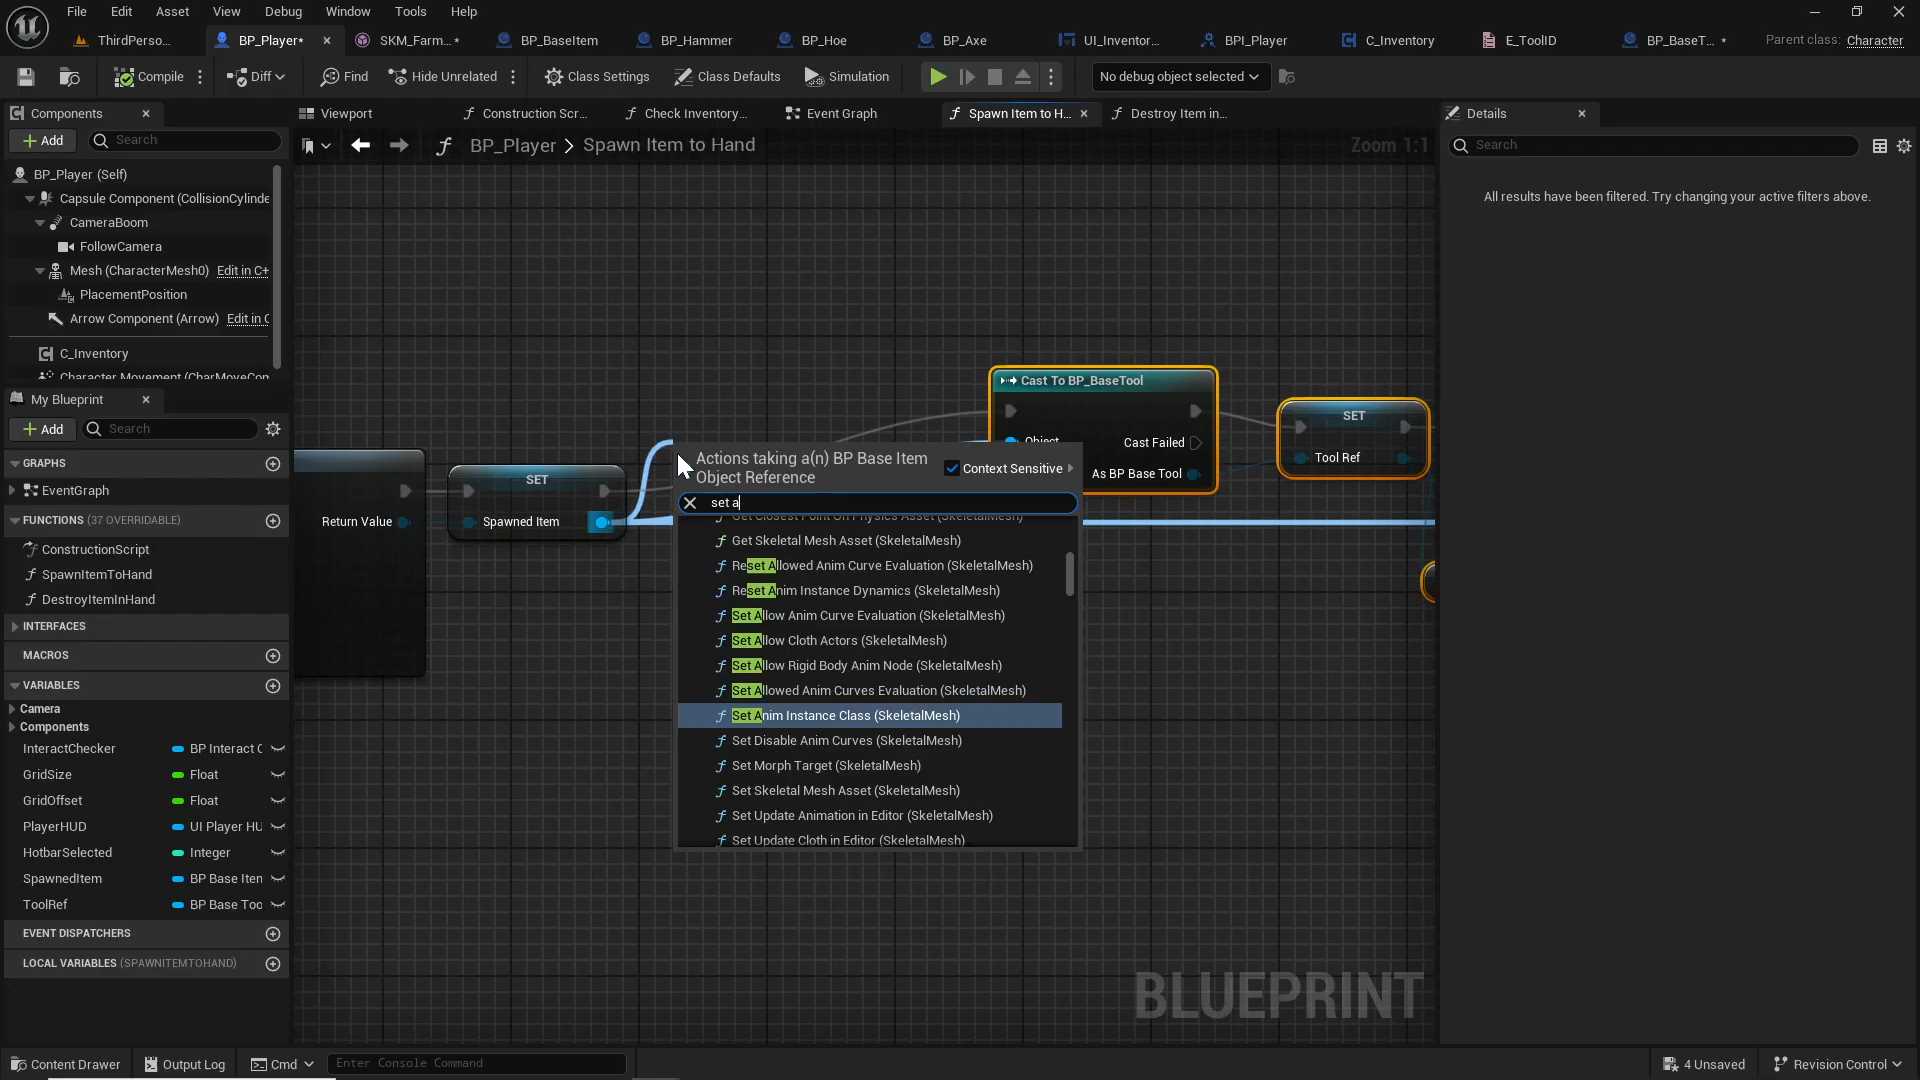 File Edit Asset View Debug Window Tools Help
ThirdPerso... BP_Player* SKM_Farm...* BP_BaseItem BP_Hammer BP_Hoe BP_Axe UI_Inventor... BPI_Player C_Inventory E_ToolID BP_BaseT... * Parent class: Character
Compile Diff Find Hide Unrelated Class Settings Class Defaults Simulation No debug object selected
Components Viewport Construction Scr... Check Inventory... Event Graph Spawn Item to H... Destroy Item in... Details
Add Search
BP_Player > Spawn Item to Hand Zoom 1:1 Search
BP_Player (Self)
All results have been filtered. Try changing your active filters above.
Capsule Component (CollisionCylinde
CameraBoom
FollowCamera
Mesh (CharacterMesh0) Edit in C+
PlacementPosition
Arrow Component (Arrow) Edit in C
C_Inventory
Character Movement (CharMoveCom
My Blueprint
Add Search
GRAPHS
EventGraph
FUNCTIONS (37 OVERRIDABLE)
ConstructionScript
SpawnItemToHand
DestroyItemInHand
INTERFACES
MACROS
VARIABLES
Camera
Components
InteractChecker BP Interact C
GridSize Float
GridOffset Float
PlayerHUD UI Player HU
HotbarSelected Integer
SpawnedItem BP Base Iten
ToolRef BP Base Too
EVENT DISPATCHERS
LOCAL VARIABLES (SPAWNITEMTOHAND)
Return Value
SET
Spawned Item
Cast To BP_BaseTool
Object
Cast Failed
As BP Base Tool
SET
Tool Ref
Actions taking a(n) BP Base Item
Object Reference
Context Sensitive
set a
Get Closest Point On Physics Asset (SkeletalMesh)
Get Skeletal Mesh Asset (SkeletalMesh)
Reset Allowed Anim Curve Evaluation (SkeletalMesh)
Reset Anim Instance Dynamics (SkeletalMesh)
Set Allow Anim Curve Evaluation (SkeletalMesh)
Set Allow Cloth Actors (SkeletalMesh)
Set Allow Rigid Body Anim Node (SkeletalMesh)
Set Allowed Anim Curves Evaluation (SkeletalMesh)
Set Anim Instance Class (SkeletalMesh)
Set Disable Anim Curves (SkeletalMesh)
Set Morph Target (SkeletalMesh)
Set Skeletal Mesh Asset (SkeletalMesh)
Set Update Animation in Editor (SkeletalMesh)
Set Update Cloth in Editor (SkeletalMesh)
BLUEPRINT
Content Drawer Output Log Cmd Enter Console Command 4 Unsaved Revision Control